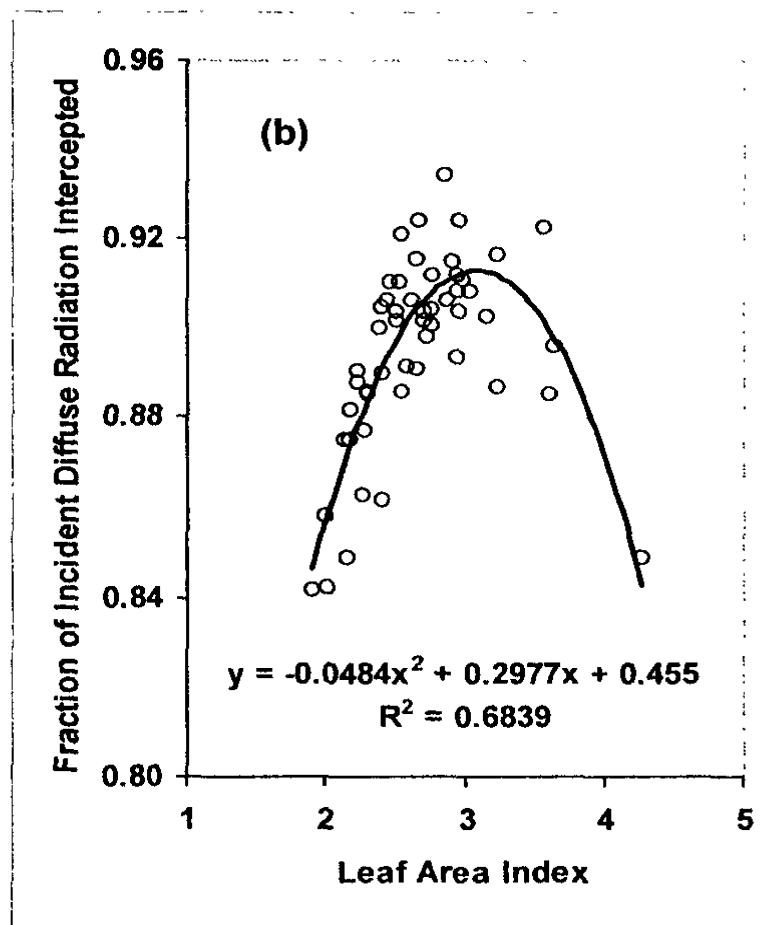 0.96
(b)
0.92
0.88
0.84
0.80
Fraction of Incident Diffuse Radiation Intercepted
y = -0.0484x² + 0.2977x + 0.455
R² = 0.6839
1 2 3 4 5
Leaf Area Index